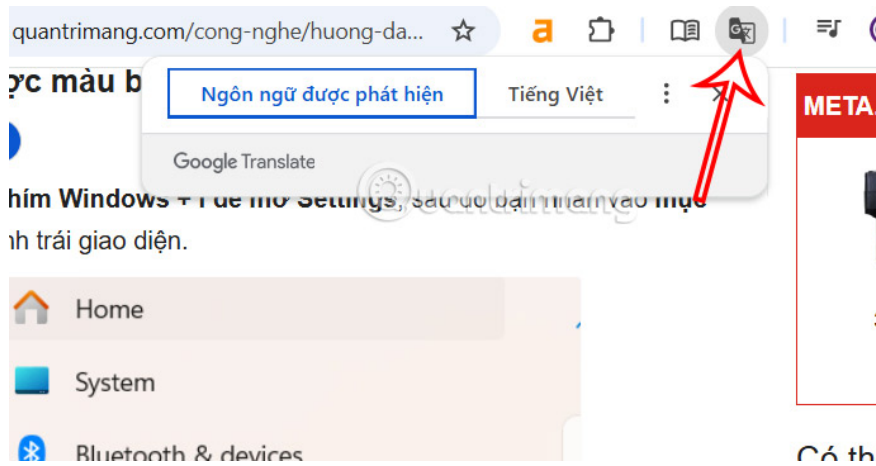 quantrimang.com/cong-nghe/huong-da...
ợc màu b
Ngôn ngữ được phát hiện
Tiếng Việt
META.
Google Translate
Quantrimang
hím Windows + I để mở Settings, sau đó bạn nhấn vào mục
nh trái giao diện.
Home
System
Bluetooth & devices
Có th